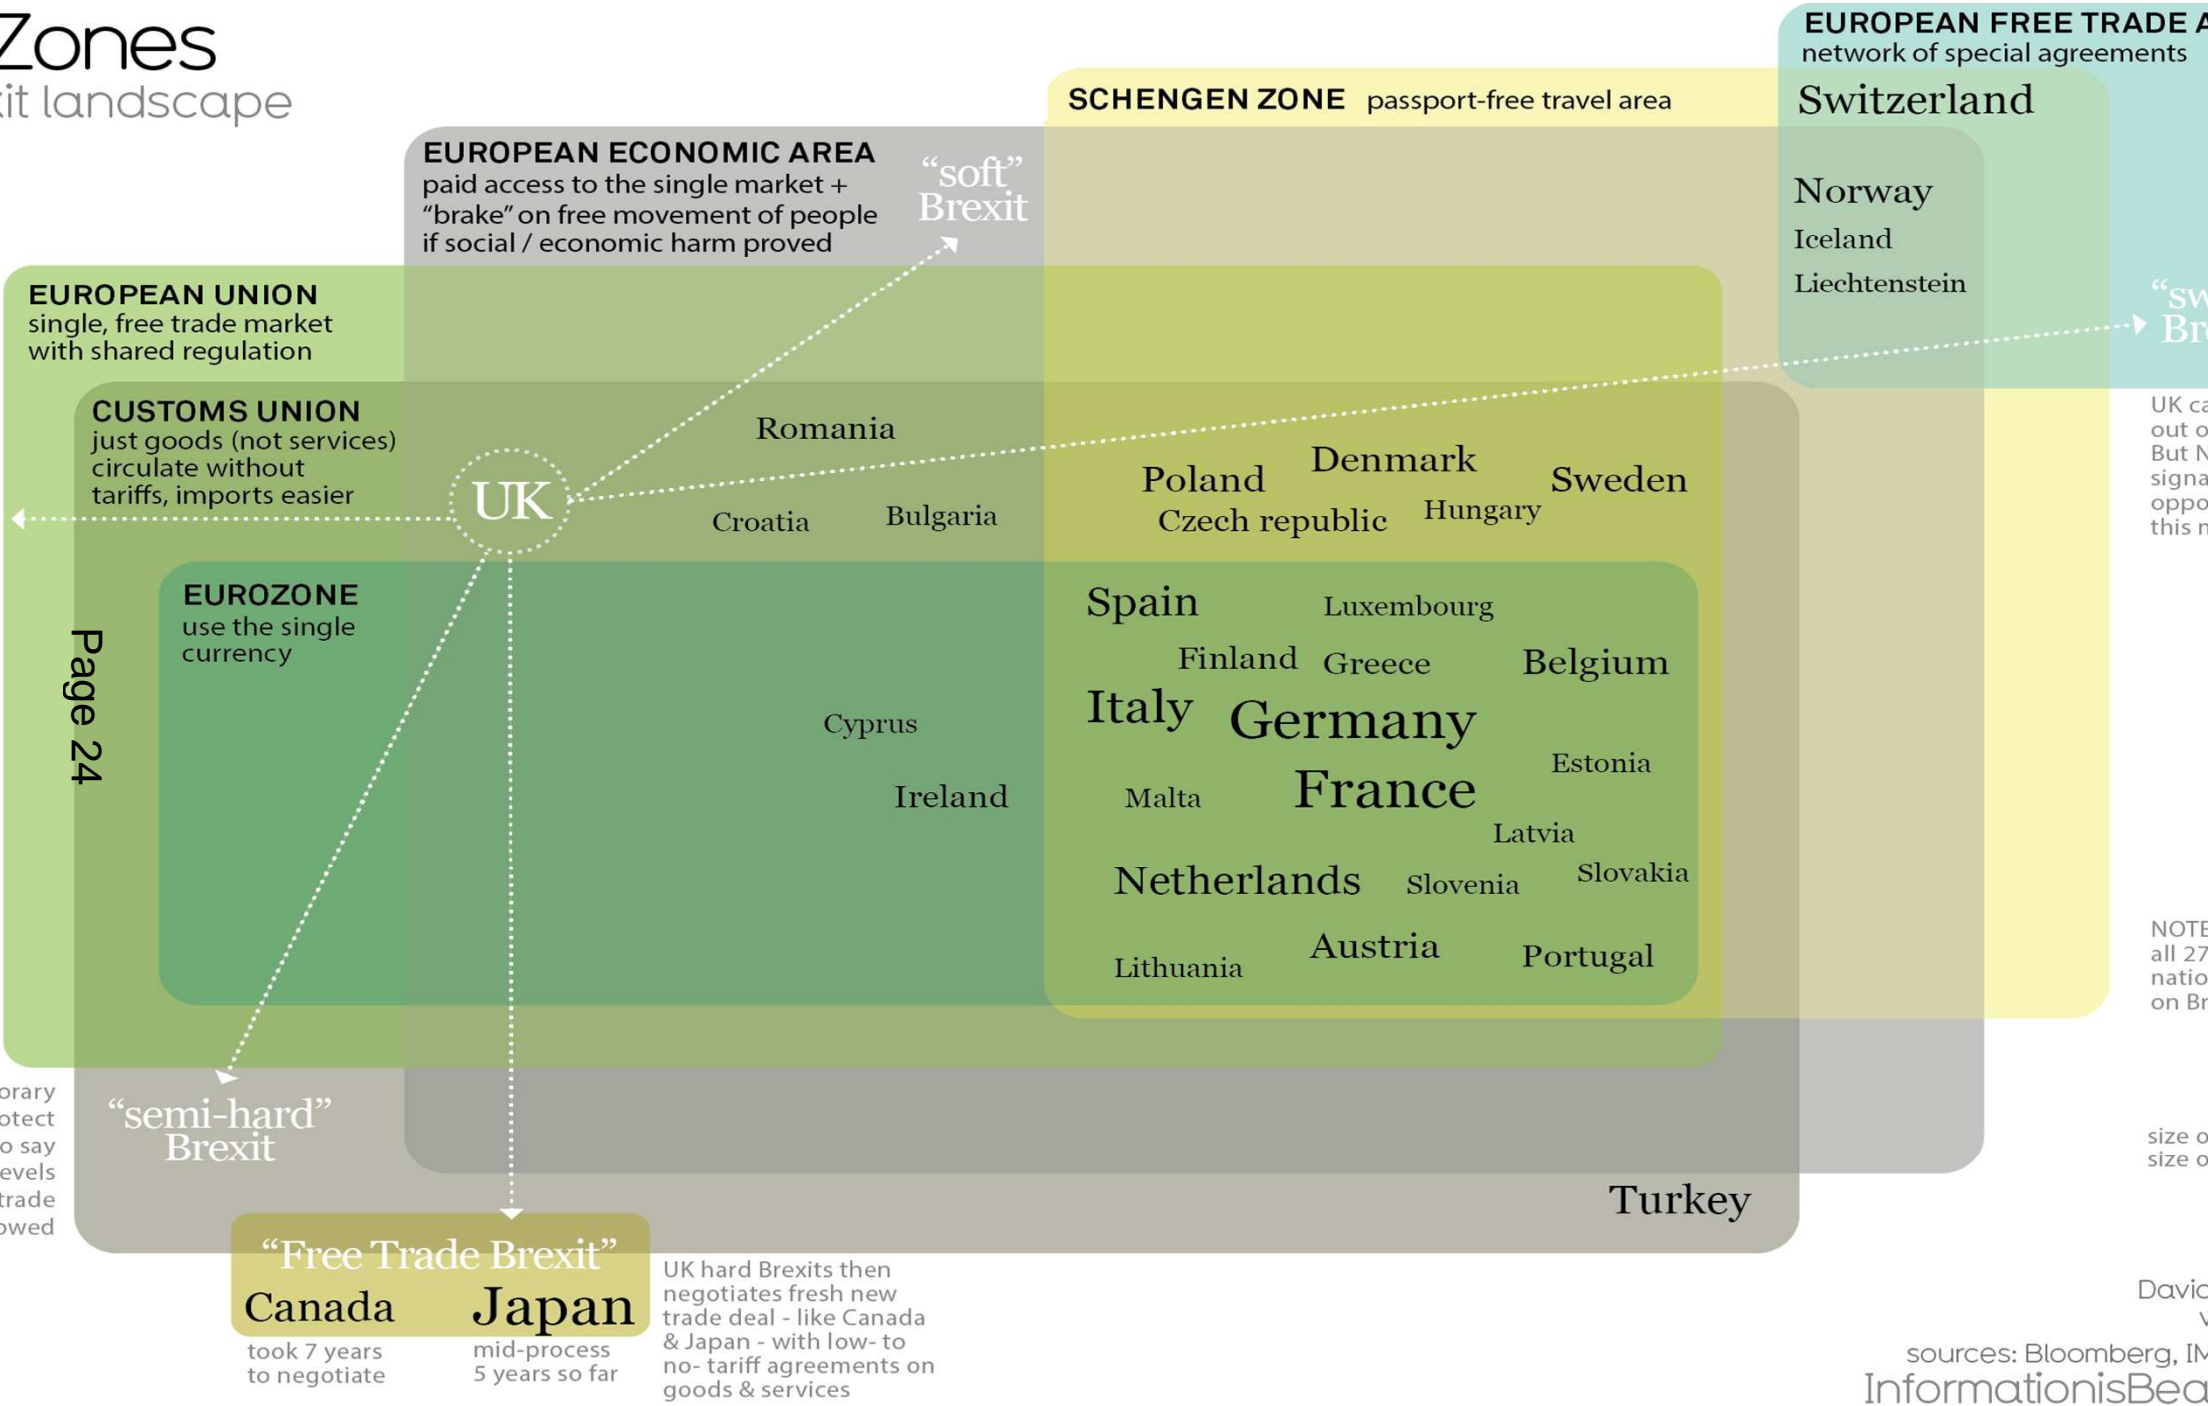 Zones
it landscape
EUROPEAN FREE TRADE A
network of special agreements
Switzerland
SCHENGEN ZONE passport-free travel area
EUROPEAN ECONOMIC AREA
paid access to the single market +
“brake” on free movement of people
if social / economic harm proved
“soft”
Brexit
Norway
Iceland
Liechtenstein
“sw
Br
EUROPEAN UNION
single, free trade market
with shared regulation
CUSTOMS UNION
just goods (not services)
circulate without
tariffs, imports easier
UK
Romania
Croatia
Bulgaria
Poland
Denmark
Sweden
Czech republic
Hungary
UK ca
out o
But N
signa
oppo
this n
EUROZONE
use the single
currency
Page 24
Cyprus
Ireland
Spain
Luxembourg
Finland
Greece
Belgium
Italy
Germany
Estonia
Malta
France
Latvia
Netherlands
Slovenia
Slovakia
Lithuania
Austria
Portugal
NOTE
all 27
natio
on Br
orary
otect
o say
evels
trade
owed
“semi-hard”
Brexit
size o
size o
Turkey
“Free Trade Brexit”
Canada
Japan
took 7 years
to negotiate
mid-process
5 years so far
UK hard Brexits then
negotiates fresh new
trade deal - like Canada
& Japan - with low- to
no- tariff agreements on
goods & services
David
v
sources: Bloomberg, IM
InformationisBea